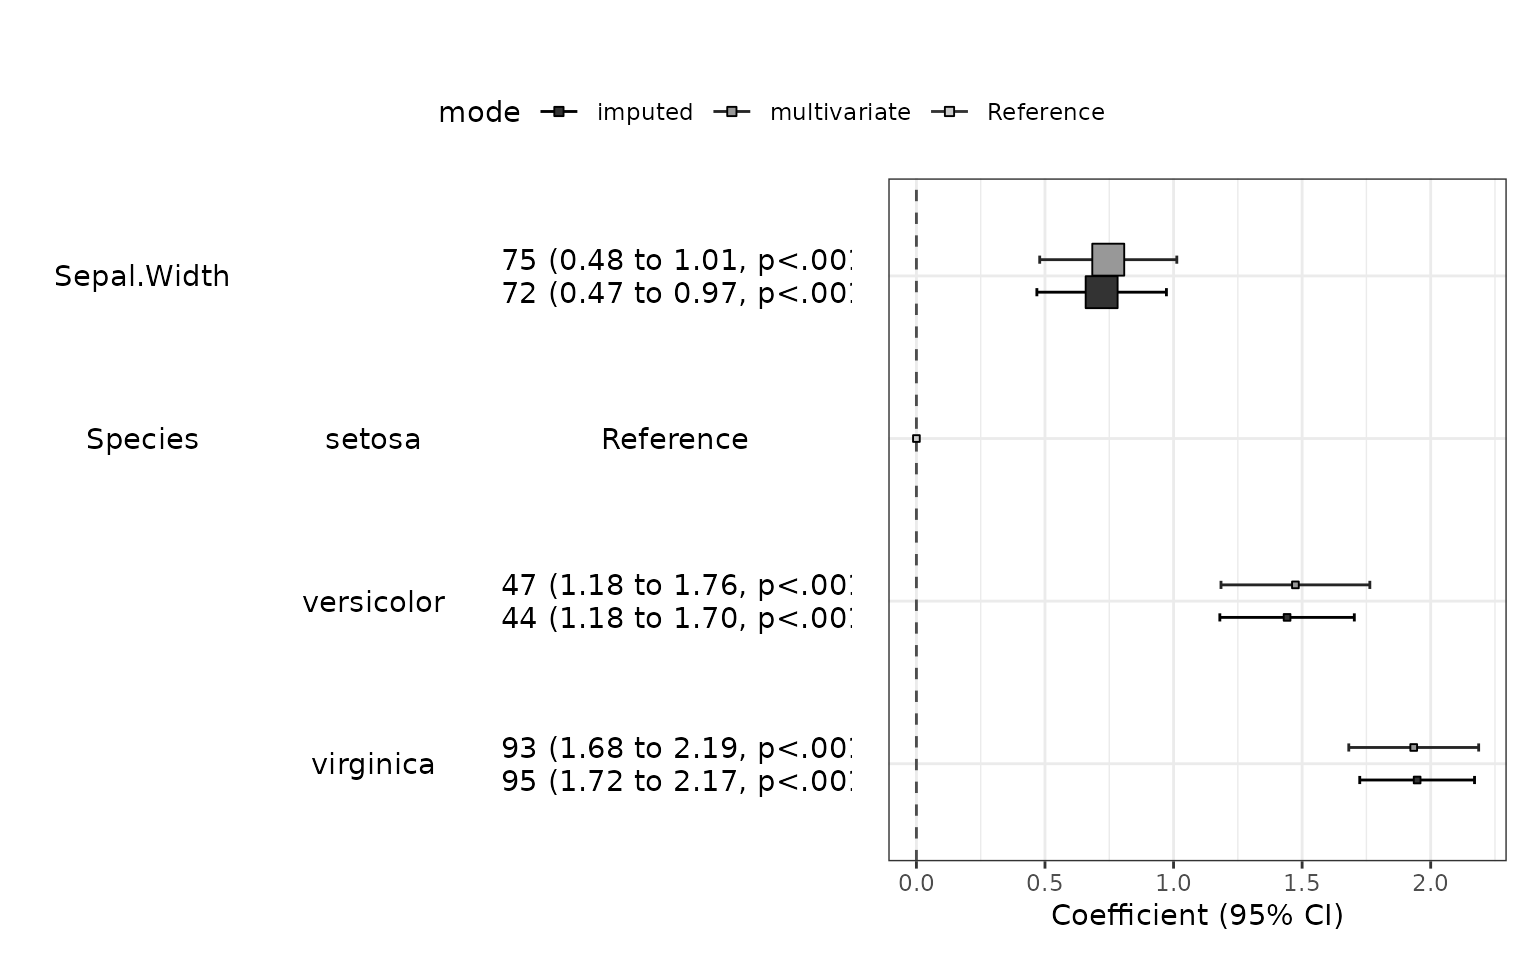 mode imputed multivariate Reference
Sepal.Width
75 (0.48 to 1.01, p<.00
72 (0.47 to 0.97, p<.00
Species setosa Reference
versicolor
47 (1.18 to 1.76, p<.00
44 (1.18 to 1.70, p<.00
virginica
93 (1.68 to 2.19, p<.00
95 (1.72 to 2.17, p<.00
0.0 0.5 1.0 1.5 2.0
Coefficient (95% CI)